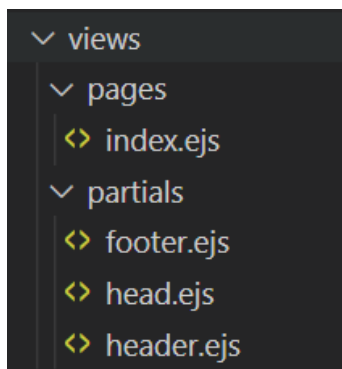 views
pages
index.ejs
partials
footer.ejs
head.ejs
header.ejs